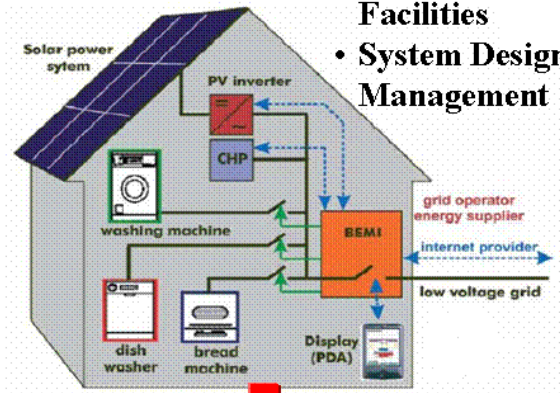 Facilities
• System Design
Management
Solar power
sytem
PV inverter
CHP
washing machine
BEMI
grid operator
energy supplier
internet provider
low voltage grid
dish
washer
bread
machine
Display
(PDA)